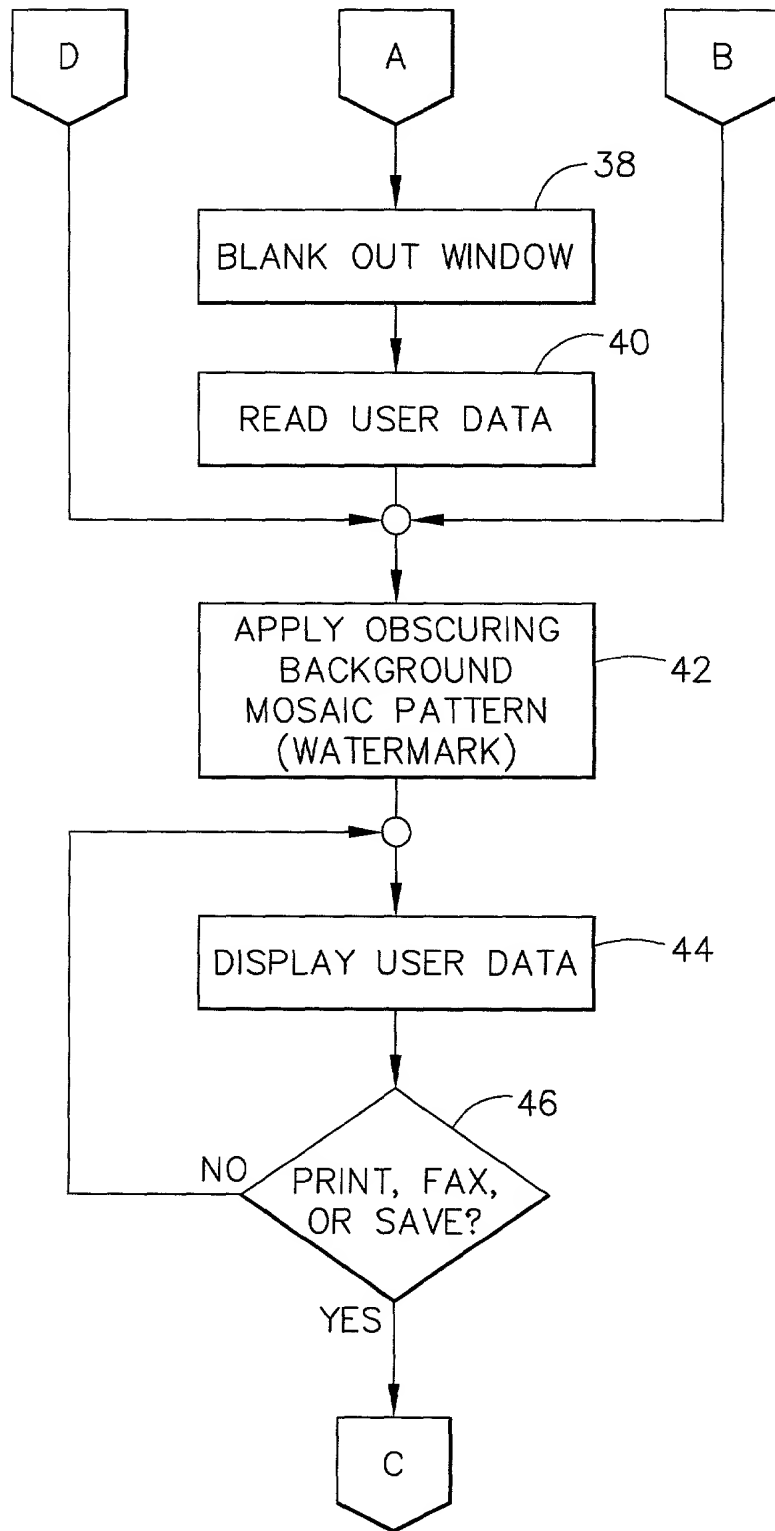 D
A
B
38
BLANK OUT WINDOW
40
READ USER DATA
APPLY OBSCURING
BACKGROUND
MOSAIC PATTERN
(WATERMARK)
42
DISPLAY USER DATA
44
46
PRINT, FAX,
OR SAVE?
NO
YES
C